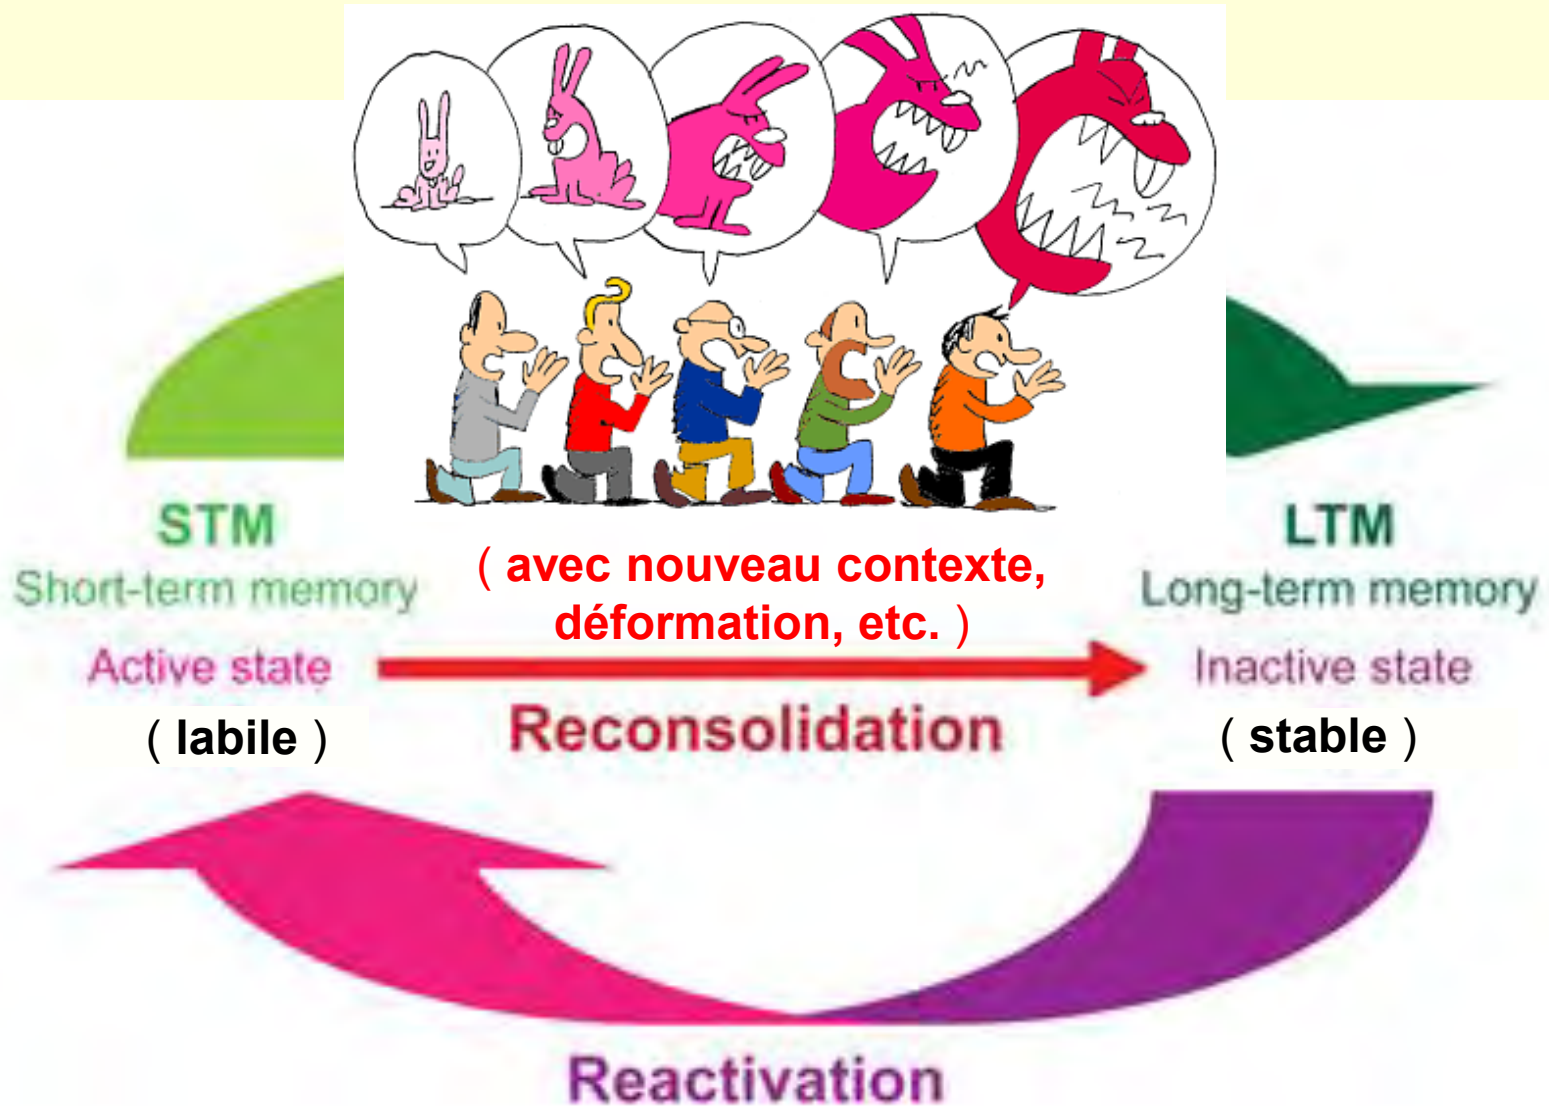 STM
Short-term memory
Active state
( labile )
( avec nouveau contexte,
déformation, etc. )
Reconsolidation
LTM
Long-term memory
Inactive state
( stable )
Reactivation